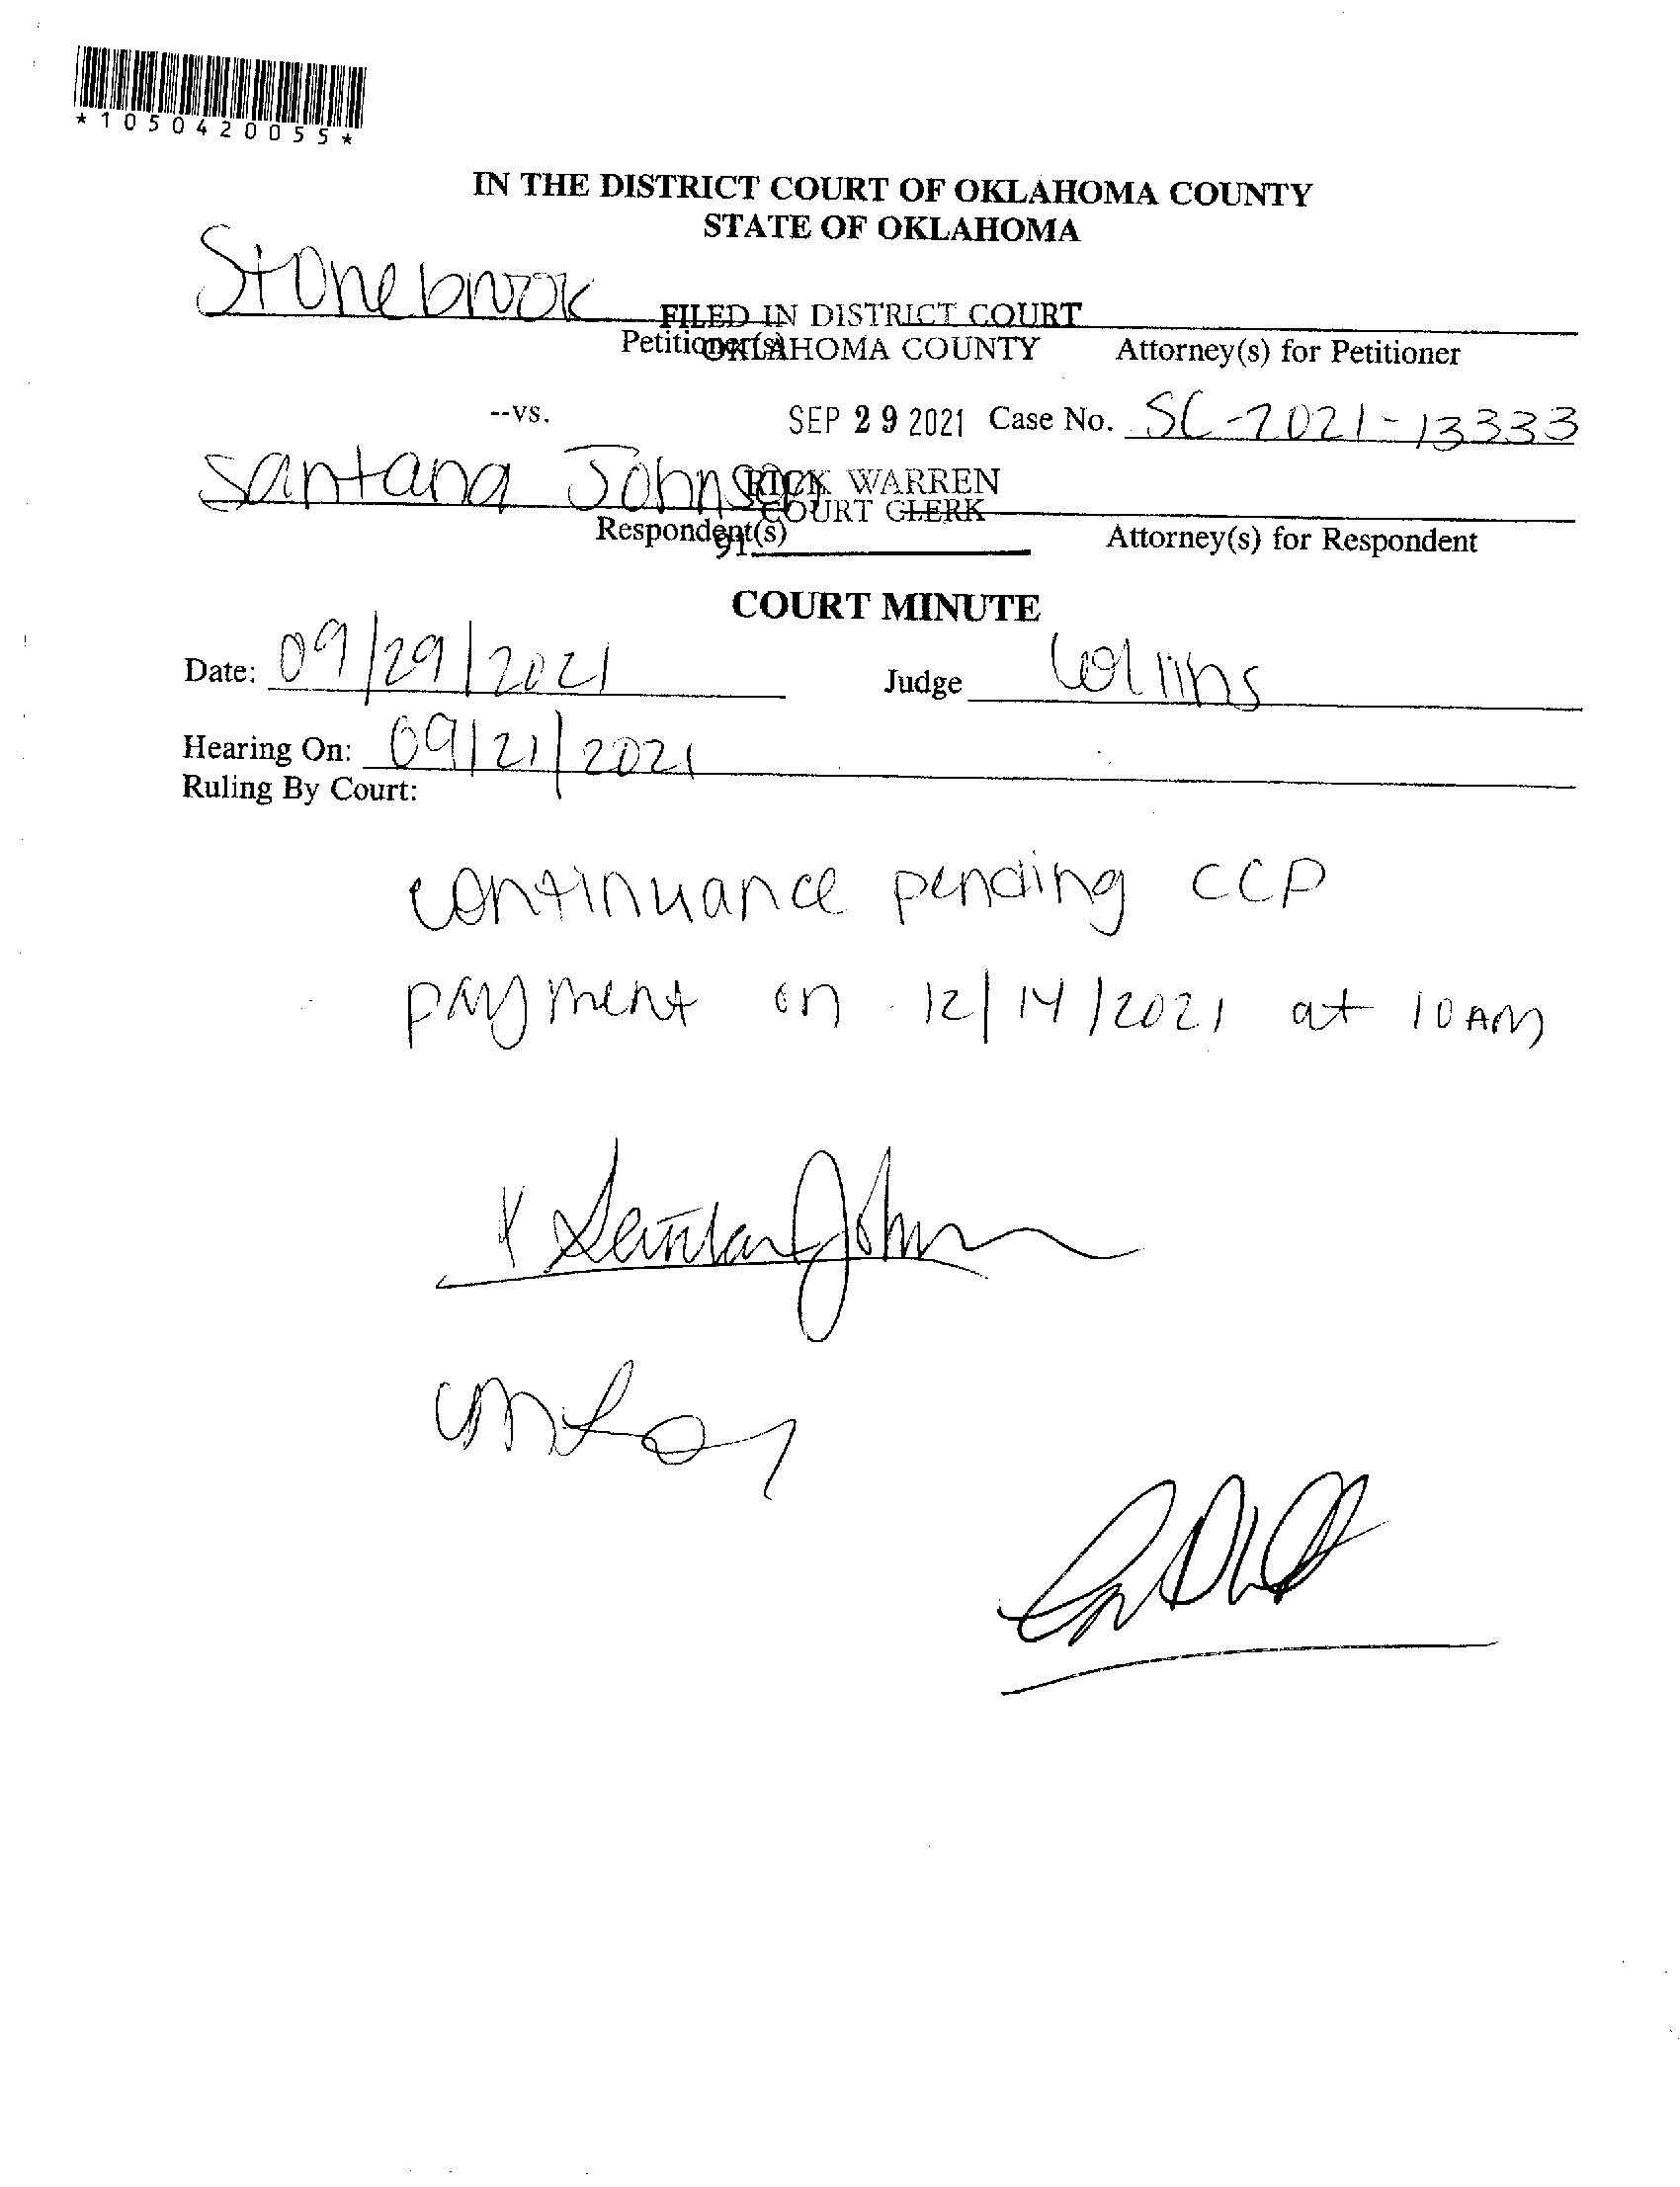 *1050420055*
IN THE DISTRICT COURT OF OKLAHOMA COUNTY
STATE OF OKLAHOMA
Stonebrook
FILED IN DISTRICT COURT
Petitioner(s) OKLAHOMA COUNTY Attorney(s) for Petitioner
--vs. SEP 29 2021 Case No. SC-2021-13333
Santana Johnson RICK WARREN
COURT CLERK
Respondent(s) Attorney(s) for Respondent
91
COURT MINUTE
Date: 09/29/2021 Judge Collins
Hearing On: 09/21/2021
Ruling By Court:
continuance pending CCP
payment on 12/14/2021 at 10AM
x Santana Johnson